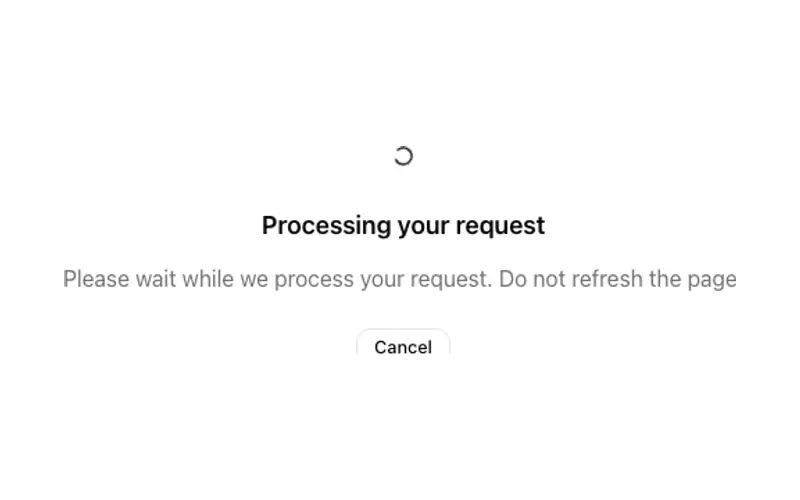 Processing your request
Please wait while we process your request. Do not refresh the page
Cancel